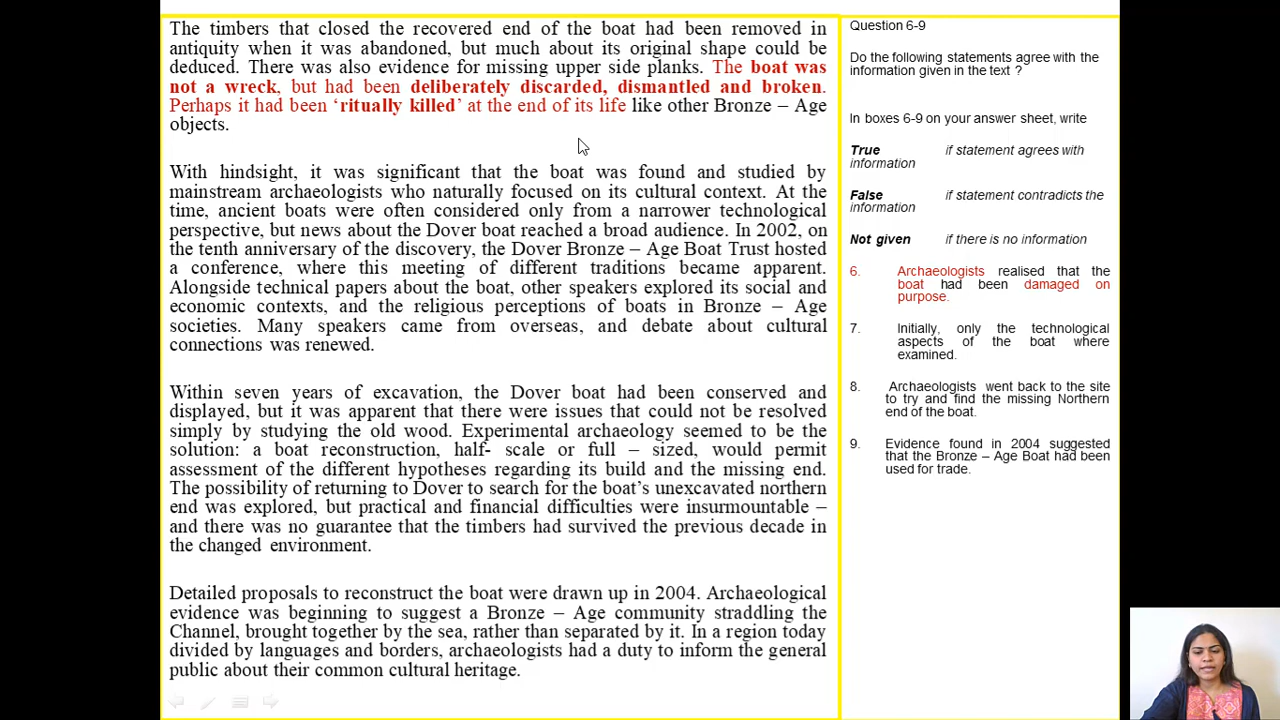 The timbers that closed the recovered end of the boat had been removed in
antiquity when it was abandoned, but much about its original shape could be
deduced. There was also evidence for missing upper side planks. The boat was
not a wreck, but had been deliberately discarded, dismantled and broken.
Perhaps it had been ‘ritually killed’ at the end of its life like other Bronze – Age
objects.
With hindsight, it was significant that the boat was found and studied by
mainstream archaeologists who naturally focused on its cultural context. At the
time, ancient boats were often considered only from a narrower technological
perspective, but news about the Dover boat reached a broad audience. In 2002, on
the tenth anniversary of the discovery, the Dover Bronze – Age Boat Trust hosted
a conference, where this meeting of different traditions became apparent.
Alongside technical papers about the boat, other speakers explored its social and
economic contexts, and the religious perceptions of boats in Bronze – Age
societies. Many speakers came from overseas, and debate about cultural
connections was renewed.
Within seven years of excavation, the Dover boat had been conserved and
displayed, but it was apparent that there were issues that could not be resolved
simply by studying the old wood. Experimental archaeology seemed to be the
solution: a boat reconstruction, half- scale or full – sized, would permit
assessment of the different hypotheses regarding its build and the missing end.
The possibility of returning to Dover to search for the boat’s unexcavated northern
end was explored, but practical and financial difficulties were insurmountable –
and there was no guarantee that the timbers had survived the previous decade in
the changed environment.
Detailed proposals to reconstruct the boat were drawn up in 2004. Archaeological
evidence was beginning to suggest a Bronze – Age community straddling the
Channel, brought together by the sea, rather than separated by it. In a region today
divided by languages and borders, archaeologists had a duty to inform the general
public about their common cultural heritage.
Question 6-9
Do the following statements agree with the
information given in the text ?
In boxes 6-9 on your answer sheet, write
True if statement agrees with
information
False if statement contradicts the
information
Not given if there is no information
6. Archaeologists realised that the
boat had been damaged on
purpose.
7. Initially, only the technological
aspects of the boat where
examined.
8. Archaeologists went back to the site
to try and find the missing Northern
end of the boat.
9. Evidence found in 2004 suggested
that the Bronze – Age Boat had been
used for trade.